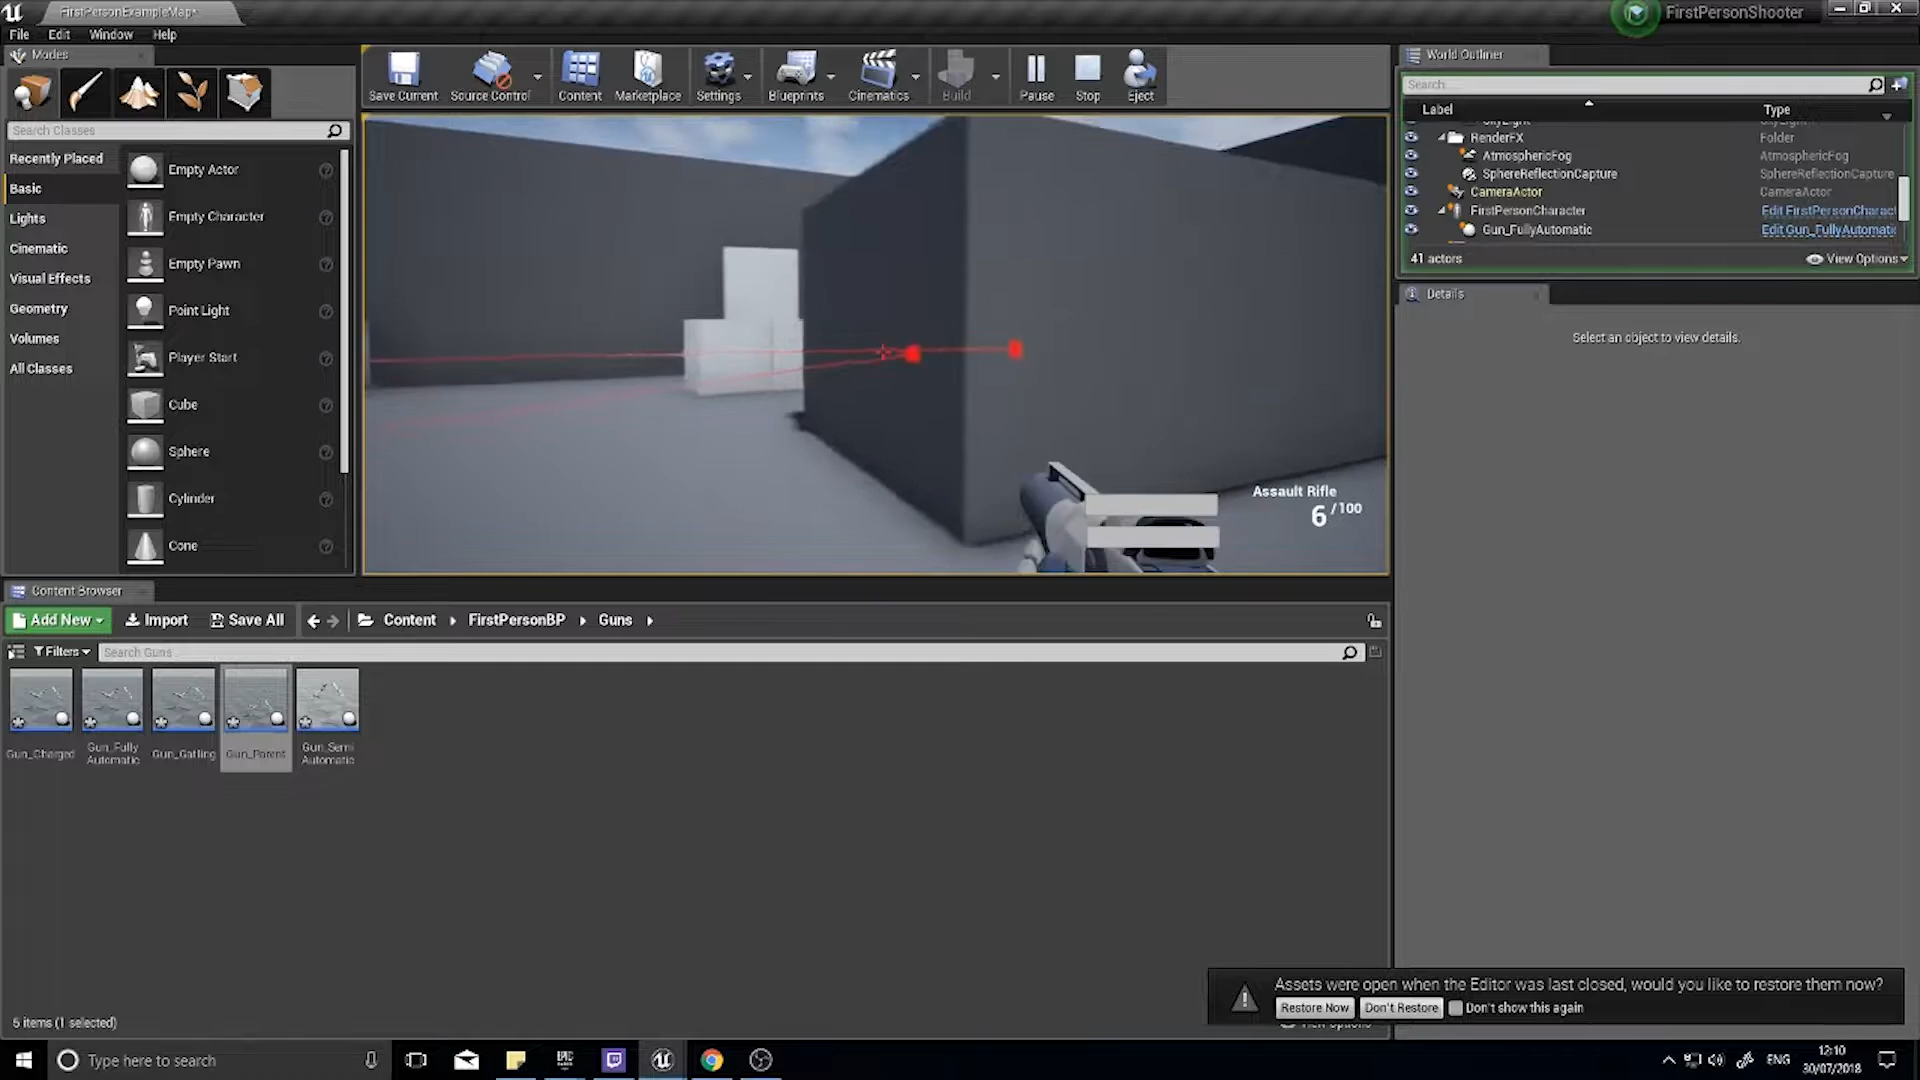 FirstPersonExampleMap*
FirstPersonShooter
File Edit Window Help
Modes
Search Classes
Recently Placed
Basic
Lights
Cinematic
Visual Effects
Geometry
Volumes
All Classes
Empty Actor
Empty Character
Empty Pawn
Point Light
Player Start
Cube
Sphere
Cylinder
Cone
Save Current
Source Control
Content
Marketplace
Settings
Blueprints
Cinematics
Build
Pause
Stop
Eject
Assault Rifle
6 /100
World Outliner
Search...
Label Type
SkyLight
RenderFX Folder
AtmosphericFog AtmosphericFog
SphereReflectionCapture SphereReflectionCapture
CameraActor CameraActor
FirstPersonCharacter Edit FirstPersonCharact
Gun_FullyAutomatic Edit Gun_FullyAutomatic
41 actors View Options
Details
Select an object to view details.
Content Browser
Add New Import Save All Content FirstPersonBP Guns
Filters Search Guns
Gun_Charged
Gun_Fully
Automatic
Gun_Gatling
Gun_Parent
Gun_Semi
Automatic
5 items (1 selected)
View Options
Assets were open when the Editor was last closed, would you like to restore them now?
Restore Now Don't Restore Don't show this again
Type here to search
EPIC
ENG
12:10
30/07/2018